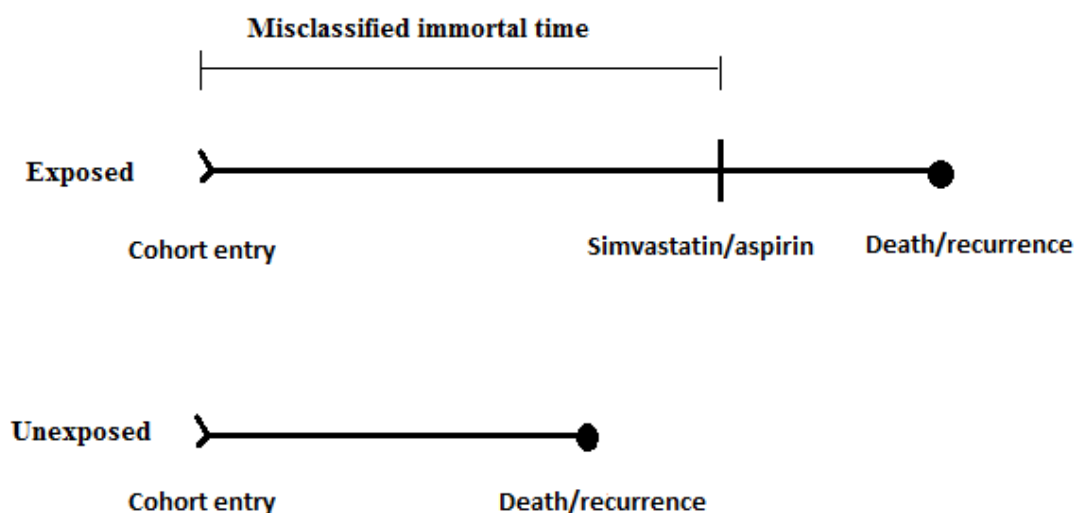 Misclassified immortal time
Exposed
Cohort entry
Simvastatin/aspirin
Death/recurrence
Unexposed
Cohort entry
Death/recurrence